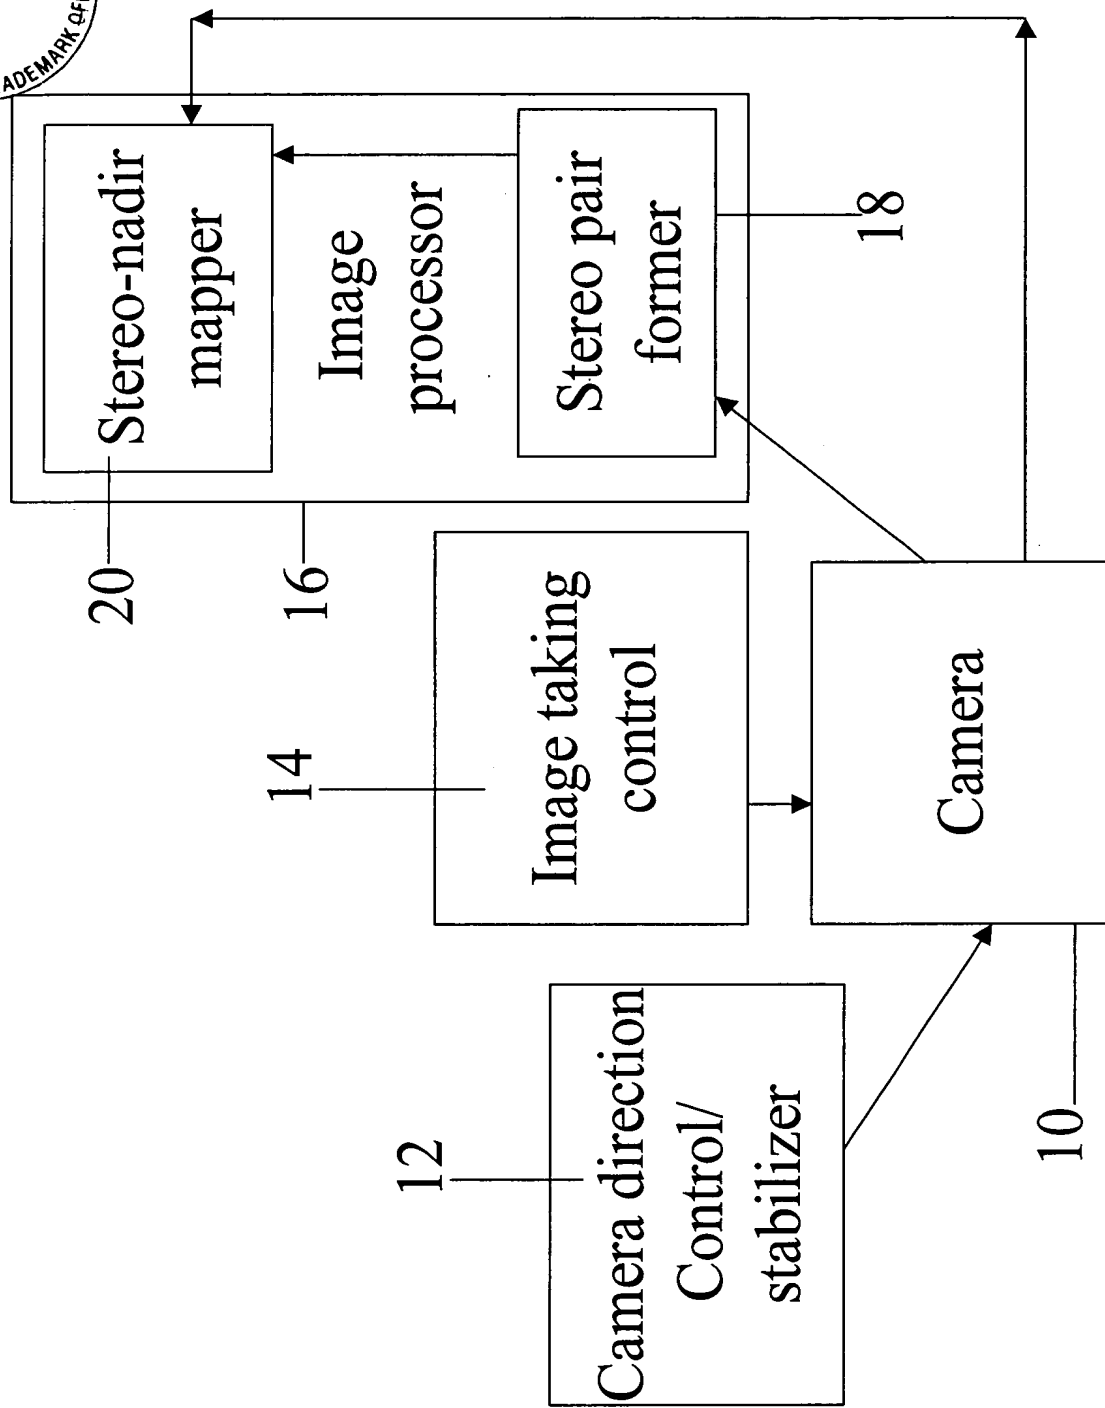 ADEMARK OF
20
Stereo-nadir
mapper
16
Image
processor
Stereo pair
former
18
14
Image taking
control
12
Camera direction
Control/
stabilizer
Camera
10